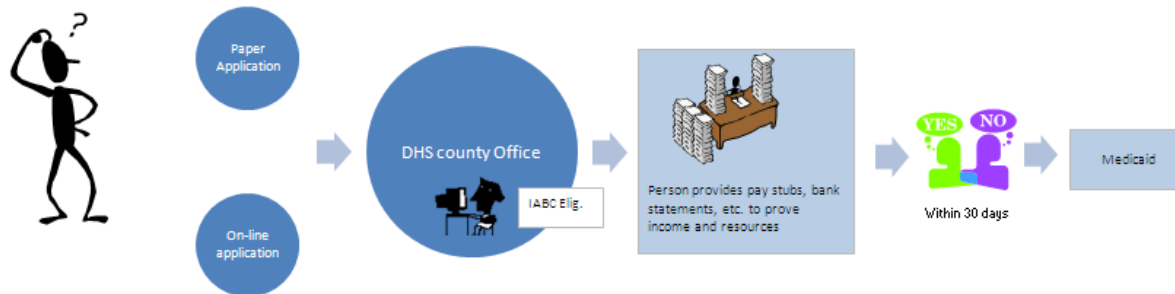 ?
Paper
Application
On-line
application
DHS county Office
IABC Elig.
Person provides pay stubs, bank
statements, etc. to prove
income and resources
YES
NO
Within 30 days
Medicaid